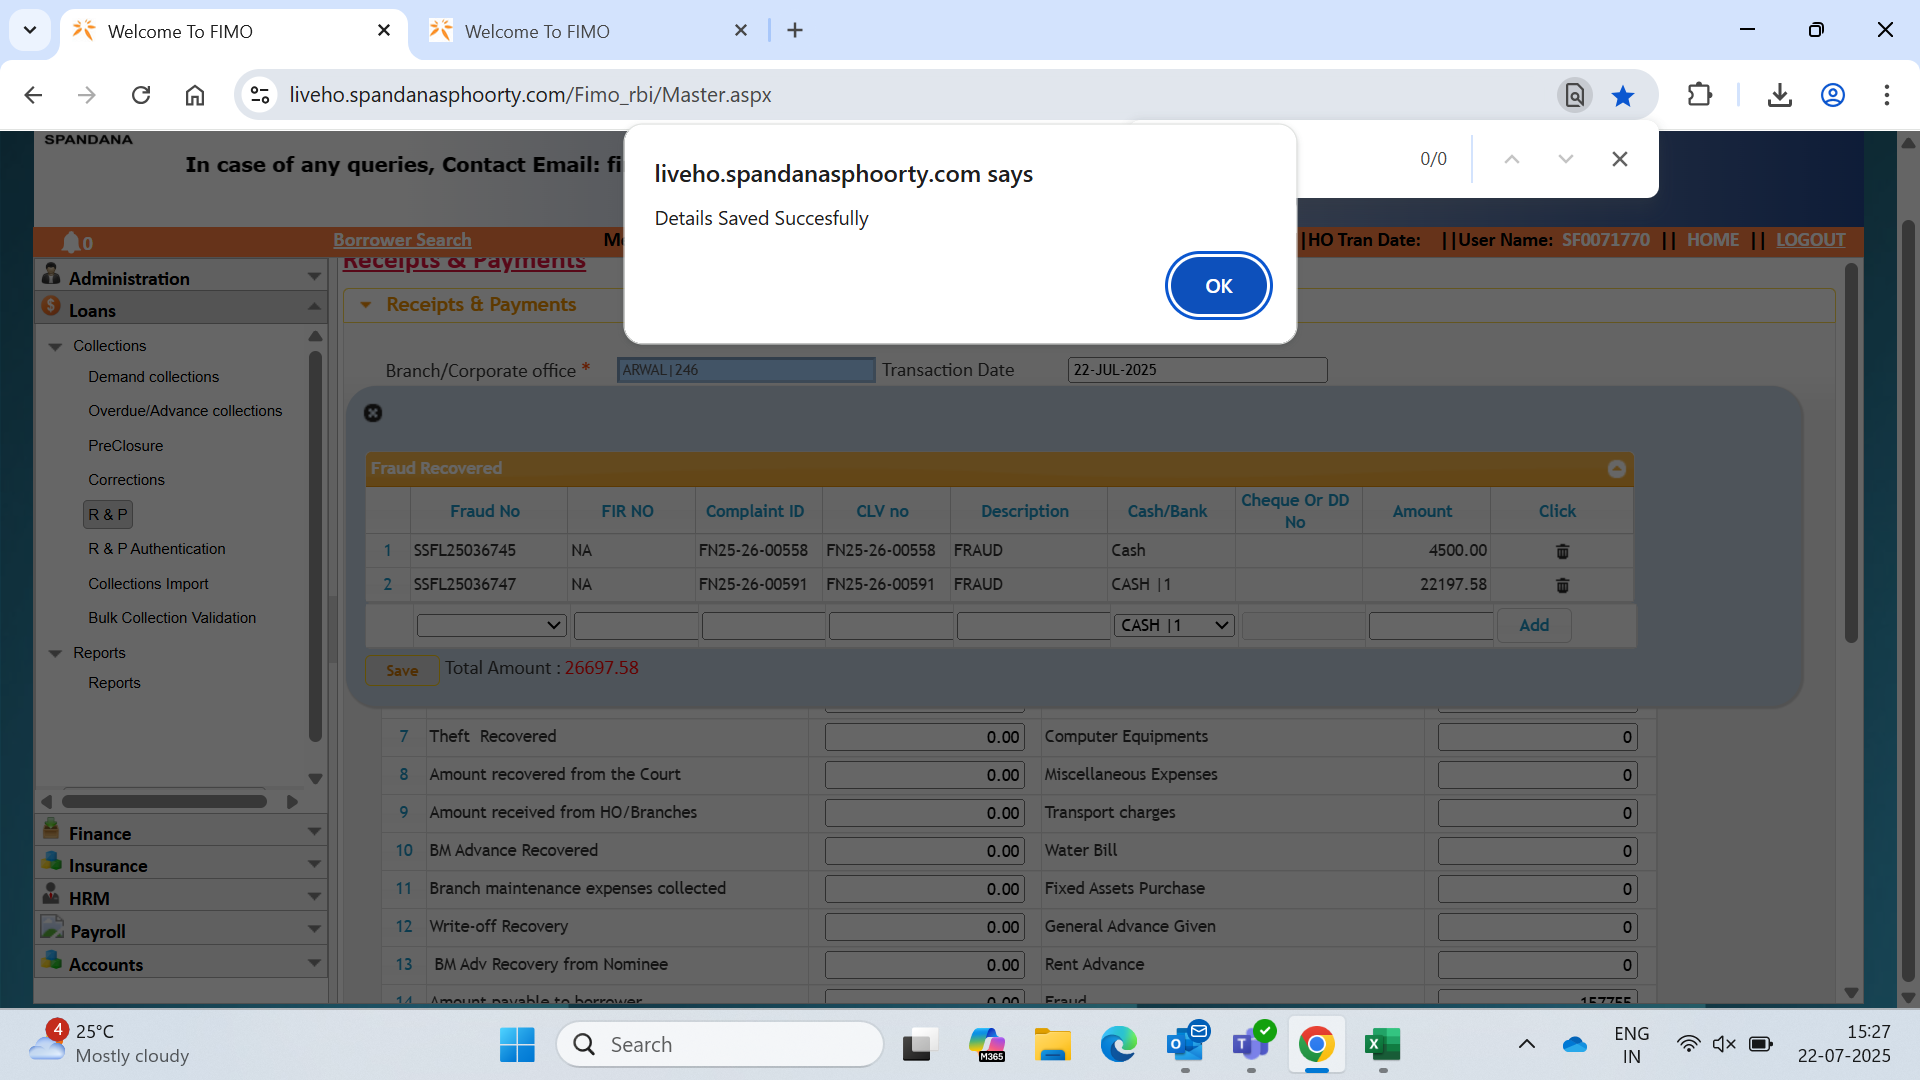 Welcome To FIMO
Welcome To FIMO
liveho.spandanasphoorty.com/Fimo_rbi/Master.aspx
SPANDANA
In case of any queries, Contact Email: fi
0/0
liveho.spandanasphoorty.com says
Details Saved Succesfully
OK
0
Borrower Search
HO Tran Date: ||User Name: SF0071770 || HOME || LOGOUT
Administration
Loans
Collections
Demand collections
Overdue/Advance collections
PreClosure
Corrections
R & P
R & P Authentication
Collections Import
Bulk Collection Validation
Reports
Reports
Finance
Insurance
HRM
Payroll
Accounts
Receipts & Payments
Receipts & Payments
Branch/Corporate office * ARWAL|246 Transaction Date 22-JUL-2025
Fraud Recovered
Fraud No FIR NO Complaint ID CLV no Description Cash/Bank Cheque Or DD No Amount Click
1 SSFL25036745 NA FN25-26-00558 FN25-26-00558 FRAUD Cash 4500.00
2 SSFL25036747 NA FN25-26-00591 FN25-26-00591 FRAUD CASH |1 22197.58
CASH |1 Add
Save Total Amount : 26697.58
7 Theft Recovered 0.00 Computer Equipments 0
8 Amount recovered from the Court 0.00 Miscellaneous Expenses 0
9 Amount received from HO/Branches 0.00 Transport charges 0
10 BM Advance Recovered 0.00 Water Bill 0
11 Branch maintenance expenses collected 0.00 Fixed Assets Purchase 0
12 Write-off Recovery 0.00 General Advance Given 0
13 BM Adv Recovery from Nominee 0.00 Rent Advance 0
14 Amount payable to borrower 0.00 Fraud 157755
4
25°C
Mostly cloudy
Search
M365
ENG
IN
15:27
22-07-2025